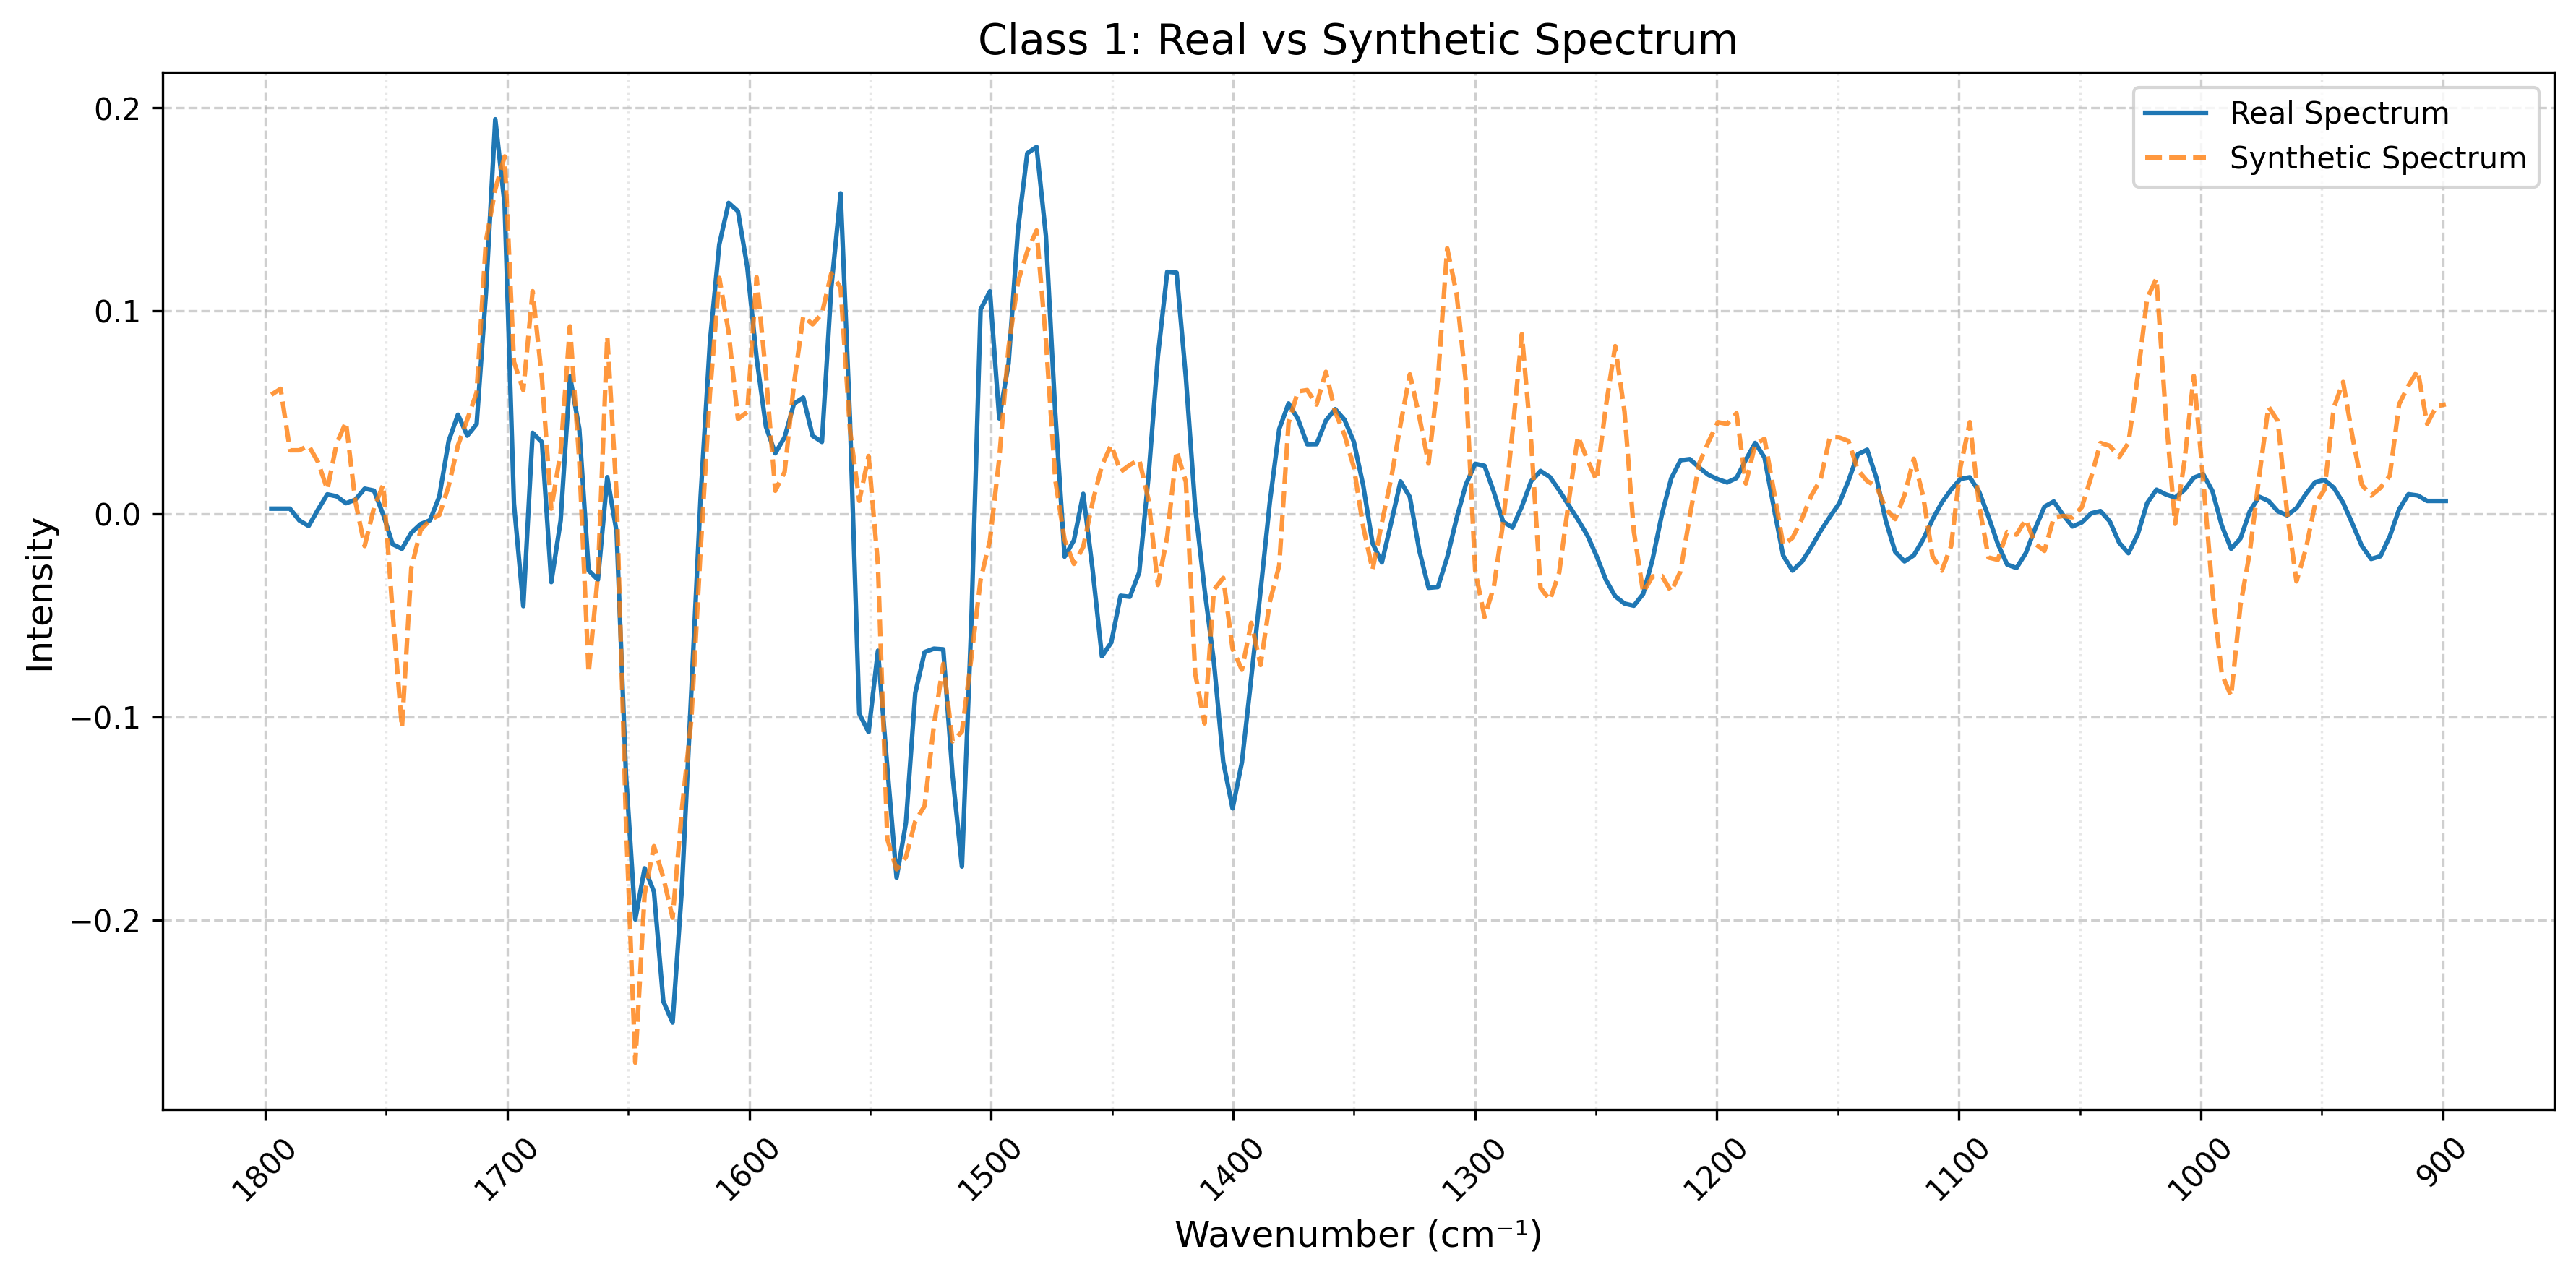 Class 1: Real vs Synthetic Spectrum
Real Spectrum
Synthetic Spectrum
Intensity
0.2
0.1
0.0
−0.1
−0.2
1800 1700 1600 1500 1400 1300 1200 1100 1000 900
Wavenumber (cm⁻¹)